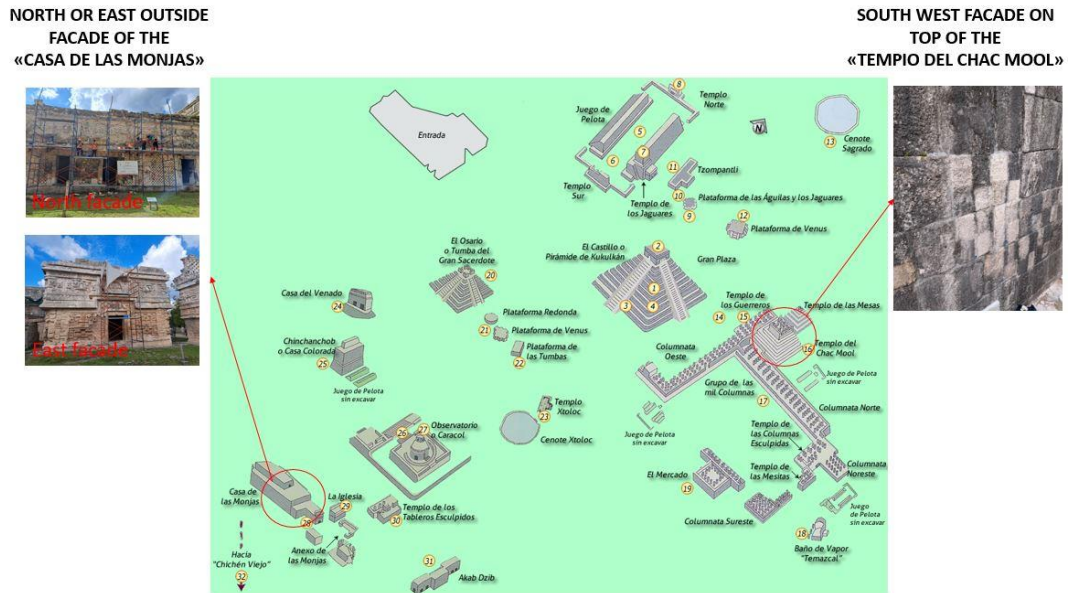 NORTH OR EAST OUTSIDE
FACADE OF THE
«CASA DE LAS MONJAS»
SOUTH WEST FACADE ON
TOP OF THE
«TEMPIO DEL CHAC MOOL»
North facade
East facade
Entrada
Juego de
Pelota
8
Templo
Norte
5
7
6
Templo
Sur
Templo de
los Jaguares
11
Tzompantli
10
9
Plataforma de las Águilas y los Jaguares
12
Plataforma de Venus
N
13
Cenote
Sagrado
El Castillo o
Pirámide de Kukulkán
2
Gran Plaza
1
3
4
El Osario
o Tumba del
Gran Sacerdote
20
Casa del Venado
24
Plataforma Redonda
21
Plataforma de Venus
22
Plataforma de
las Tumbas
Chinchanchob
o Casa Colorada
25
Juego de Pelota
sin excavar
Templo de
los Guerreros
14
15
Templo de las Mesas
16
Templo del
Chac Mool
Columnata
Oeste
Juego de Pelota
sin excavar
Grupo de las
mil Columnas
17
Columnata Norte
Juego de Pelota
sin excavar
Templo
Xtoloc
23
Cenote Xtoloc
26
27
Observatorio
o Caracol
Templo de
las Columnas
Esculpidas
Templo de
las Mesitas
Columnata
Noreste
El Mercado
19
Columnata Sureste
Juego
de Pelota
sin excavar
18
Baño de Vapor
"Temazcal"
Casa de
las Monjas
La Iglesia
29
28
Anexo de
las Monjas
30
Templo de los
Tableros Esculpidos
Hacia
"Chichén Viejo"
32
31
Akab Dzib